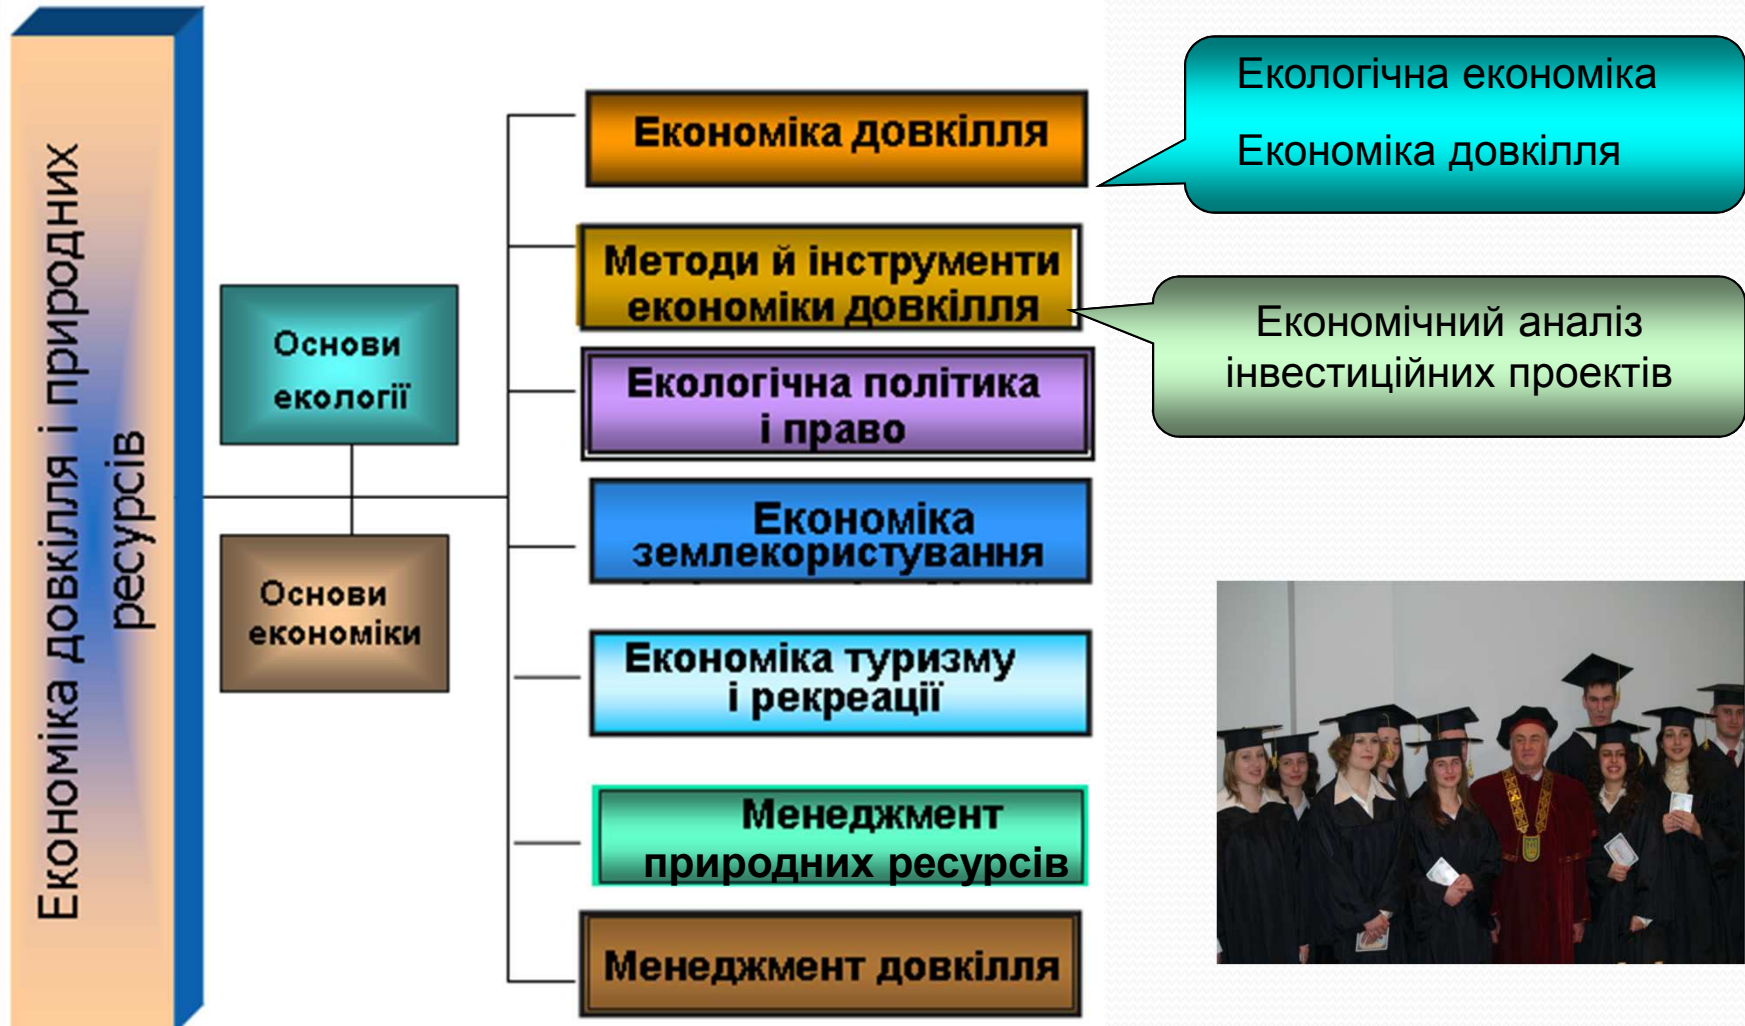 Економіка довкілля і природних
ресурсів
Основи
екології
Основи
економіки
Економіка довкілля
Методи й інструменти
економіки довкілля
Екологічна політика
і право
Економіка
землекористування
Економіка туризму
і рекреації
Менеджмент
природних ресурсів
Менеджмент довкілля
Екологічна економіка
Економіка довкілля
Економічний аналіз
інвестиційних проектів